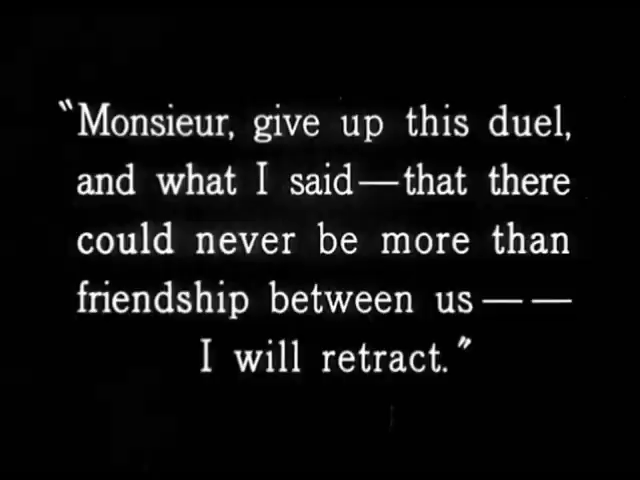 "Monsieur, give up this duel,
and what I said—that there
could never be more than
friendship between us — —
I will retract."